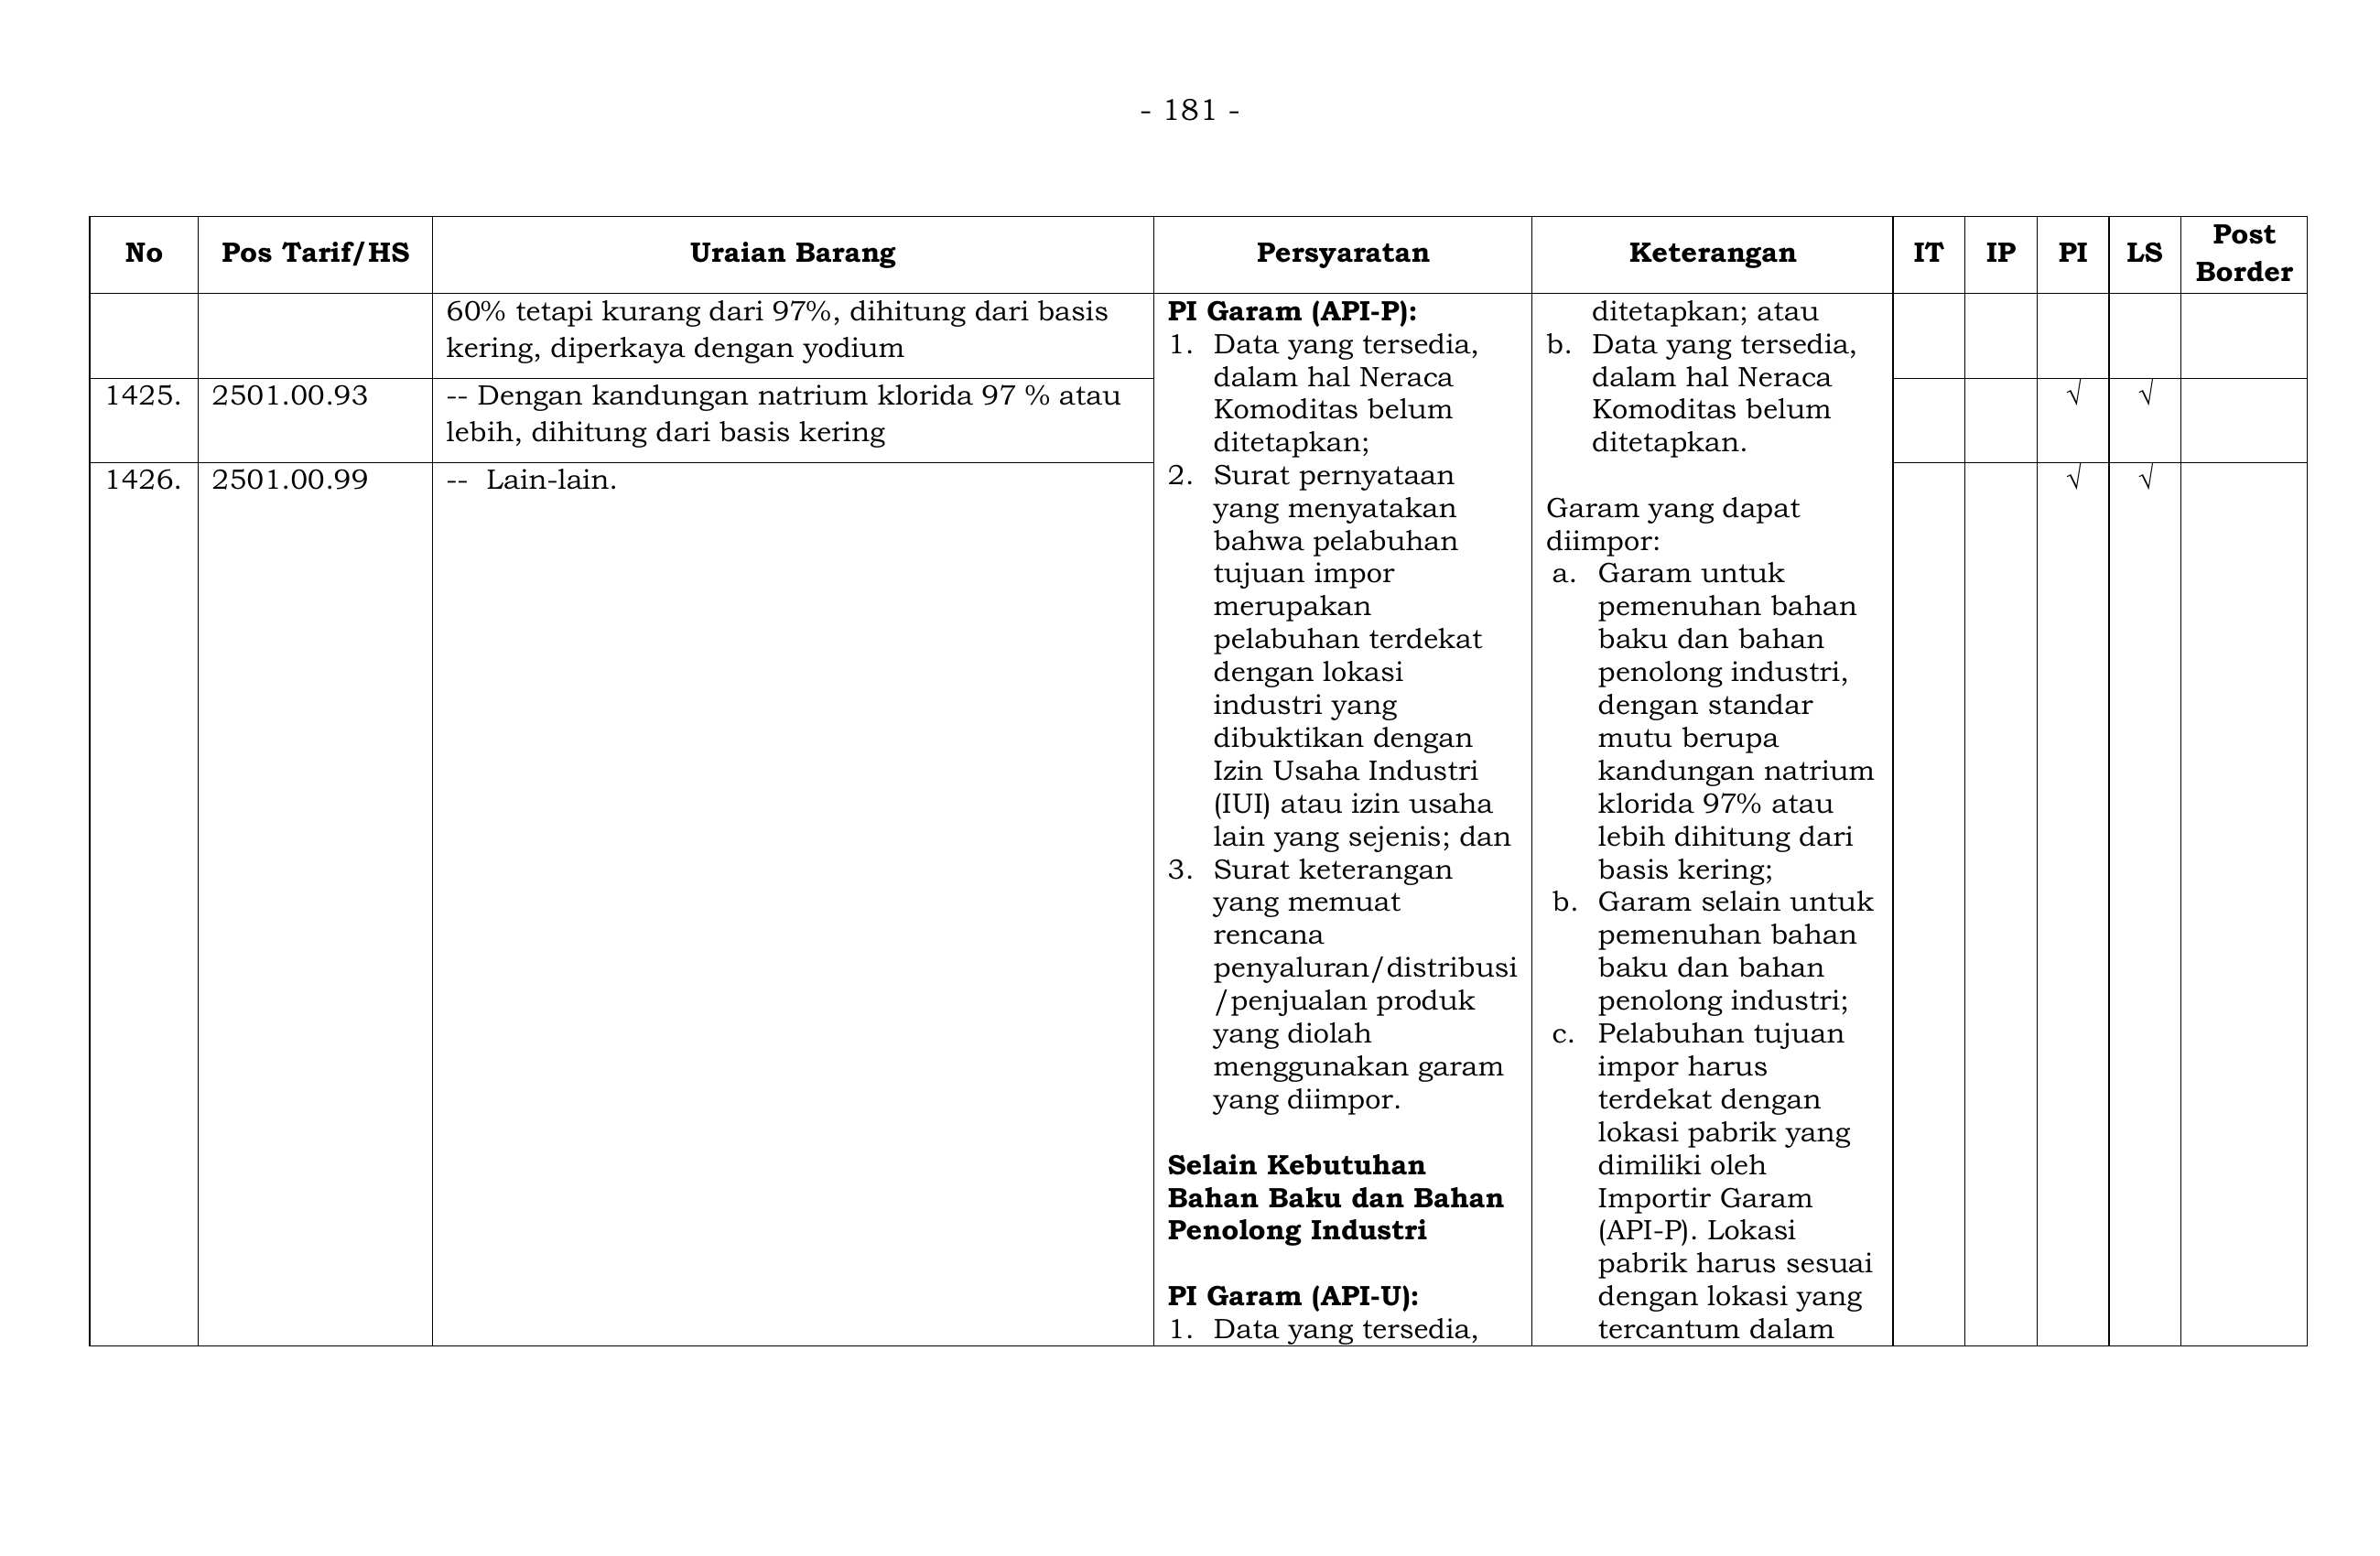 - 181 -
No
Pos Tarif/HS
Uraian Barang
Persyaratan
Keterangan
IT
IP
PI
LS
Post
Border
60% tetapi kurang dari 97%, dihitung dari basis
kering, diperkaya dengan yodium
1425.
2501.00.93
-- Dengan kandungan natrium klorida 97 % atau
lebih, dihitung dari basis kering
1426.
2501.00.99
-- Lain-lain.
PI Garam (API-P):
1. Data yang tersedia,
dalam hal Neraca
Komoditas belum
ditetapkan;
2. Surat pernyataan
yang menyatakan
bahwa pelabuhan
tujuan impor
merupakan
pelabuhan terdekat
dengan lokasi
industri yang
dibuktikan dengan
Izin Usaha Industri
(IUI) atau izin usaha
lain yang sejenis; dan
3. Surat keterangan
yang memuat
rencana
penyaluran/distribusi
/penjualan produk
yang diolah
menggunakan garam
yang diimpor.
Selain Kebutuhan
Bahan Baku dan Bahan
Penolong Industri
PI Garam (API-U):
1. Data yang tersedia,
ditetapkan; atau
b. Data yang tersedia,
dalam hal Neraca
Komoditas belum
ditetapkan.
Garam yang dapat
diimpor:
a. Garam untuk
pemenuhan bahan
baku dan bahan
penolong industri,
dengan standar
mutu berupa
kandungan natrium
klorida 97% atau
lebih dihitung dari
basis kering;
b. Garam selain untuk
pemenuhan bahan
baku dan bahan
penolong industri;
c. Pelabuhan tujuan
impor harus
terdekat dengan
lokasi pabrik yang
dimiliki oleh
Importir Garam
(API-P). Lokasi
pabrik harus sesuai
dengan lokasi yang
tercantum dalam
√
√
√
√